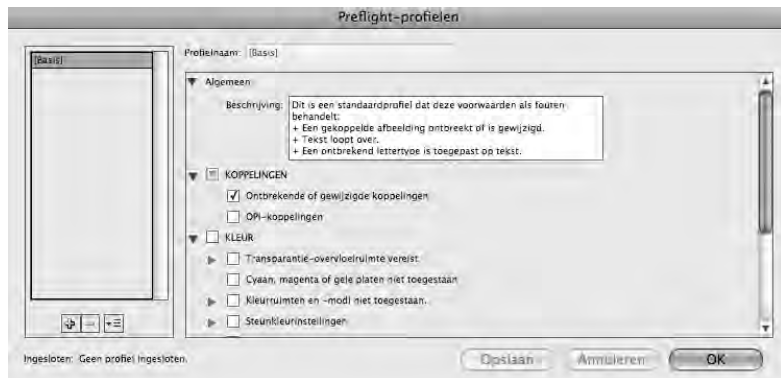 Preflight-profielen
[Basis]
Profielnaam: [Basis]
Algemeen
Beschrijving: Dit is een standaardprofiel dat deze voorwaarden als fouten
behandelt:
+ Een gekoppelde afbeelding ontbreekt of is gewijzigd.
+ Tekst loopt over.
+ Een ontbrekend lettertype is toegepast op tekst.
KOPPELINGEN
Ontbrekende of gewijzigde koppelingen
OPI-koppelingen
KLEUR
Transparantie-overvloeiruimte vereist
Cyaan, magenta of gele platen niet toegestaan
Kleurruimten en -modi niet toegestaan.
Steunkleurinstellingen
Ingesloten: Geen profiel ingesloten.
Opslaan Annuleren OK